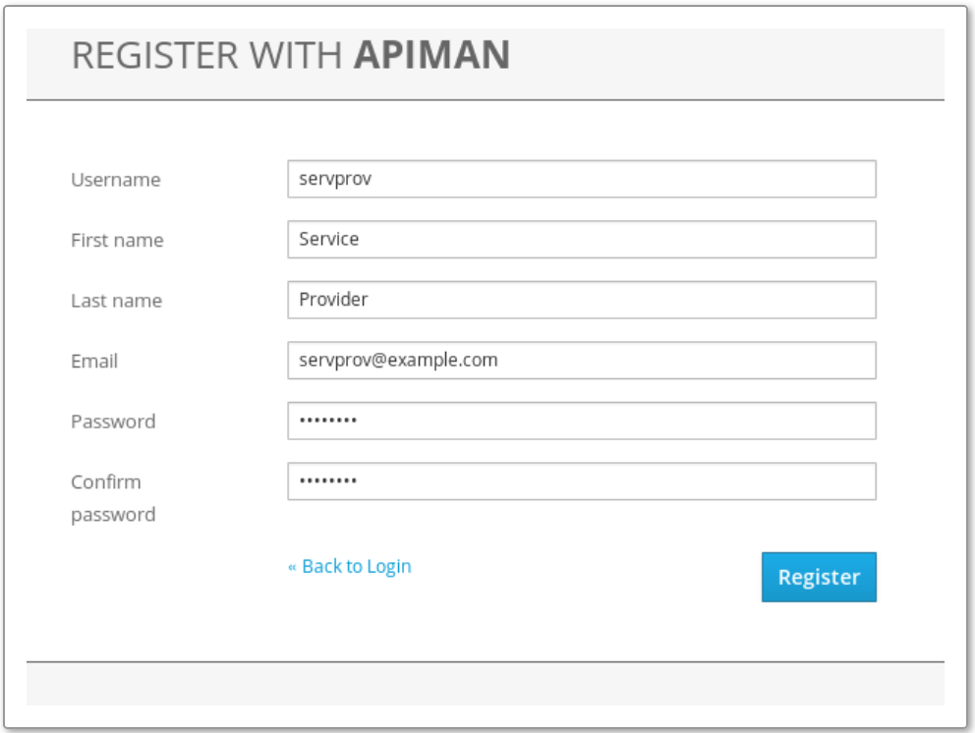 REGISTER WITH APIMAN
Username
servprov
First name
Service
Last name
Provider
Email
servprov@example.com
Password
••••••••
Confirm
password
••••••••
« Back to Login
Register